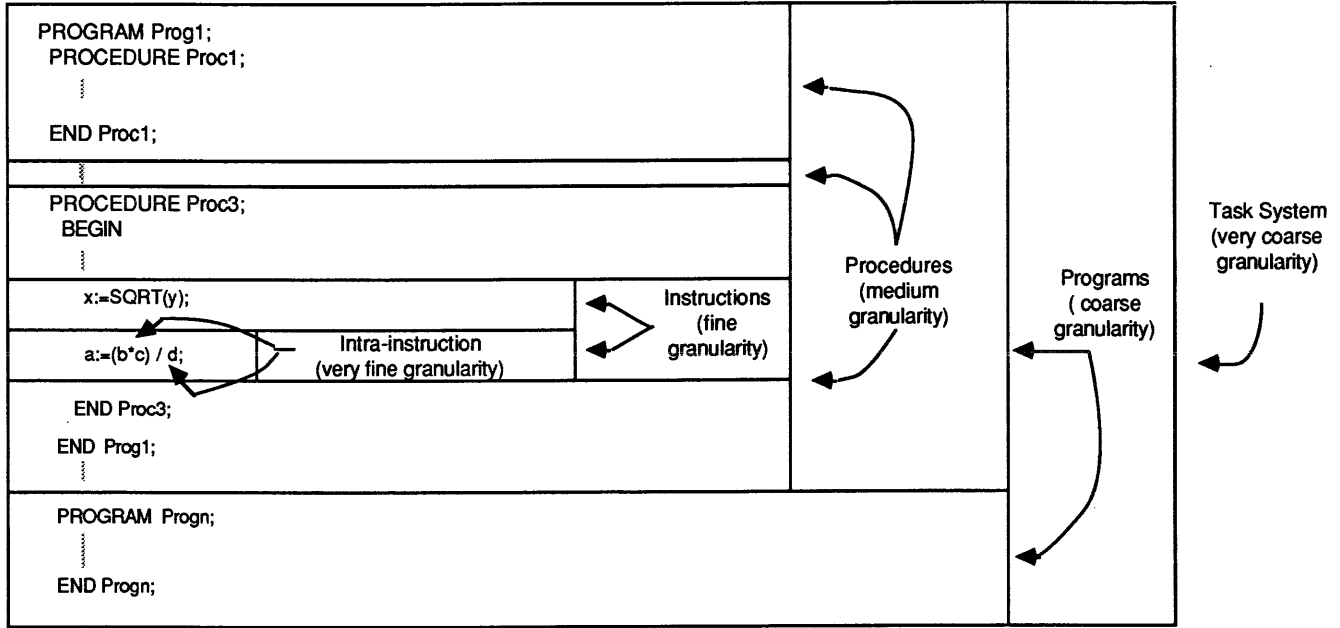 PROGRAM Prog1;
PROCEDURE Proc1;
END Proc1;
PROCEDURE Proc3;
BEGIN
x:=SQRT(y);
a:=(b*c) / d;
Intra-instruction
(very fine granularity)
Instructions
(fine
granularity)
Procedures
(medium
granularity)
Programs
( coarse
granularity)
Task System
(very coarse
granularity)
END Proc3;
END Prog1;
PROGRAM Progn;
END Progn;